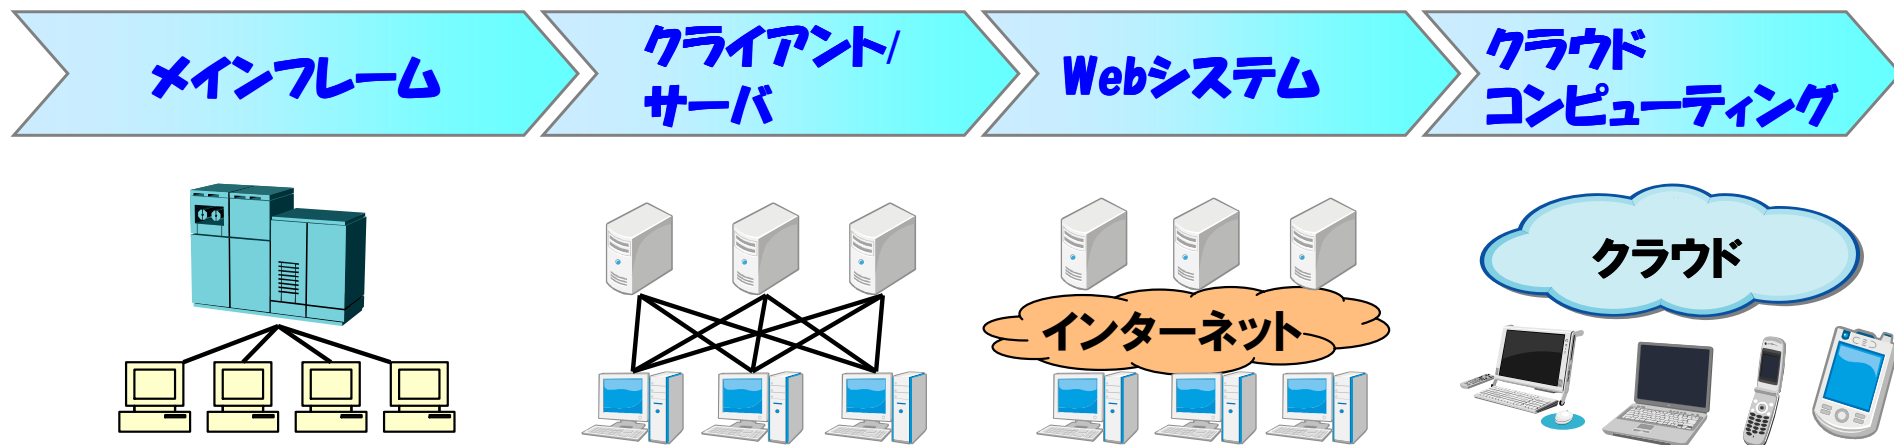 メインフレーム
クライアント/
サーバ
Webシステム
クラウド
コンピューティング
インターネット
クラウド